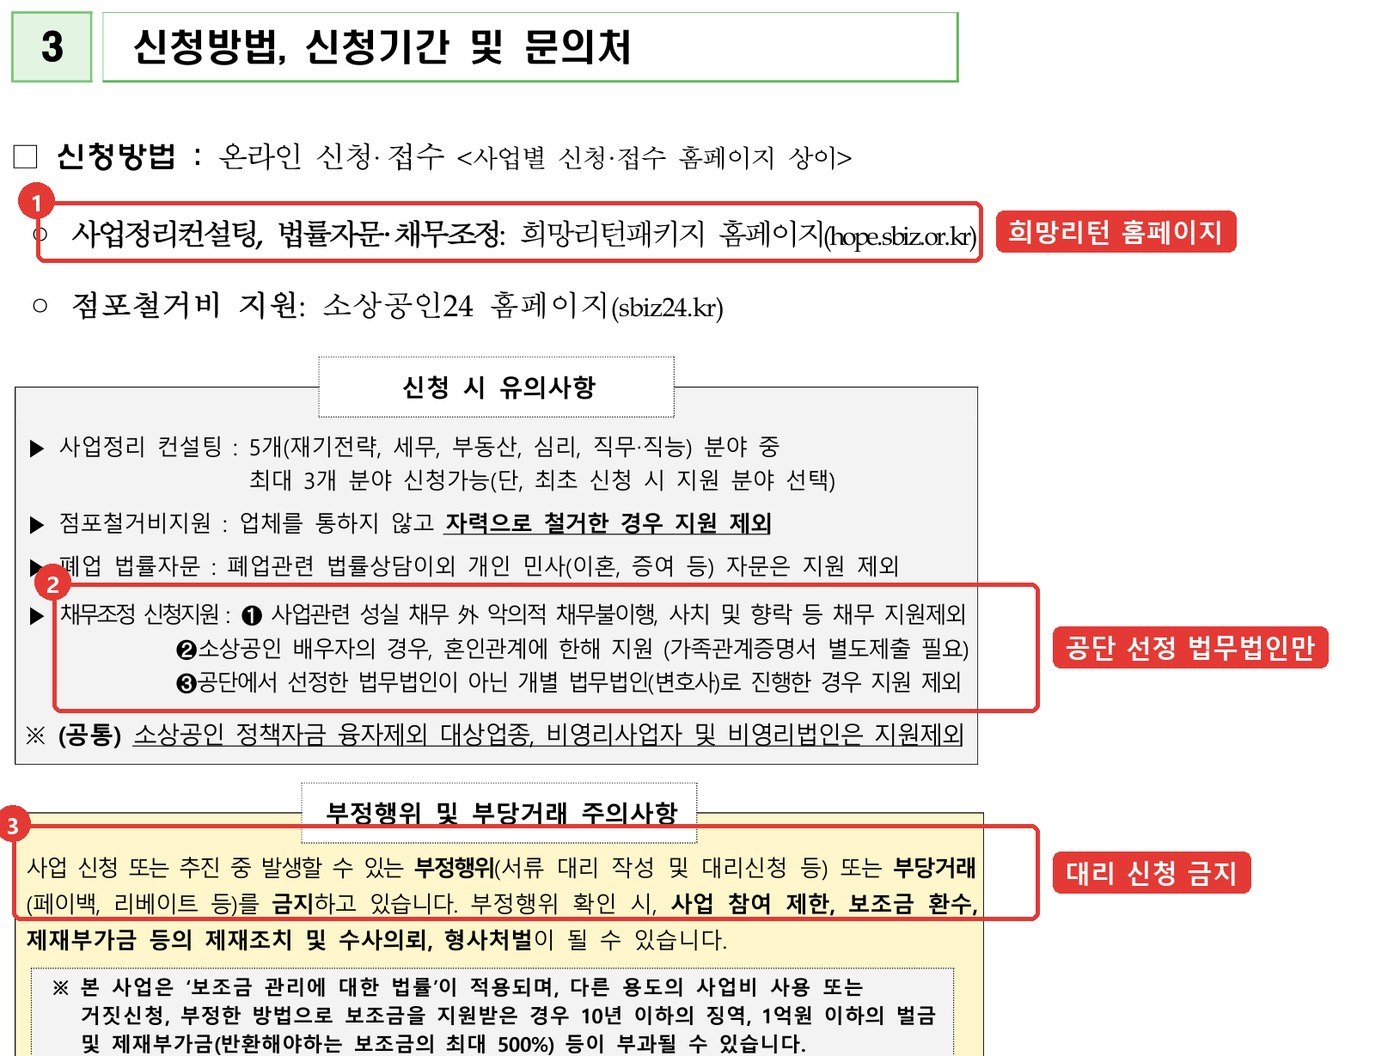 3 신청방법, 신청기간 및 문의처
□ 신청방법 : 온라인 신청·접수 <사업별 신청·접수 홈페이지 상이>
1
○ 사업정리컨설팅, 법률자문·채무조정: 희망리턴패키지 홈페이지(hope.sbiz.or.kr) 희망리턴 홈페이지
○ 점포철거비 지원: 소상공인24 홈페이지(sbiz24.kr)
신청 시 유의사항
▶ 사업정리 컨설팅 : 5개(재기전략, 세무, 부동산, 심리, 직무·직능) 분야 중
최대 3개 분야 신청가능(단, 최초 신청 시 지원 분야 선택)
▶ 점포철거비지원 : 업체를 통하지 않고 자력으로 철거한 경우 지원 제외
▶ 폐업 법률자문 : 폐업관련 법률상담이외 개인 민사(이혼, 증여 등) 자문은 지원 제외
2
▶ 채무조정 신청지원 : ❶ 사업관련 성실 채무 外 악의적 채무불이행, 사치 및 향락 등 채무 지원제외
❷소상공인 배우자의 경우, 혼인관계에 한해 지원 (가족관계증명서 별도제출 필요) 공단 선정 법무법인만
❸공단에서 선정한 법무법인이 아닌 개별 법무법인(변호사)로 진행한 경우 지원 제외
※ (공통) 소상공인 정책자금 융자제외 대상업종, 비영리사업자 및 비영리법인은 지원제외
부정행위 및 부당거래 주의사항
3
사업 신청 또는 추진 중 발생할 수 있는 부정행위(서류 대리 작성 및 대리신청 등) 또는 부당거래 대리 신청 금지
(페이백, 리베이트 등)를 금지하고 있습니다. 부정행위 확인 시, 사업 참여 제한, 보조금 환수,
제재부가금 등의 제재조치 및 수사의뢰, 형사처벌이 될 수 있습니다.
※ 본 사업은 ‘보조금 관리에 대한 법률’이 적용되며, 다른 용도의 사업비 사용 또는
거짓신청, 부정한 방법으로 보조금을 지원받은 경우 10년 이하의 징역, 1억원 이하의 벌금
및 제재부가금(반환해야하는 보조금의 최대 500%) 등이 부과될 수 있습니다.